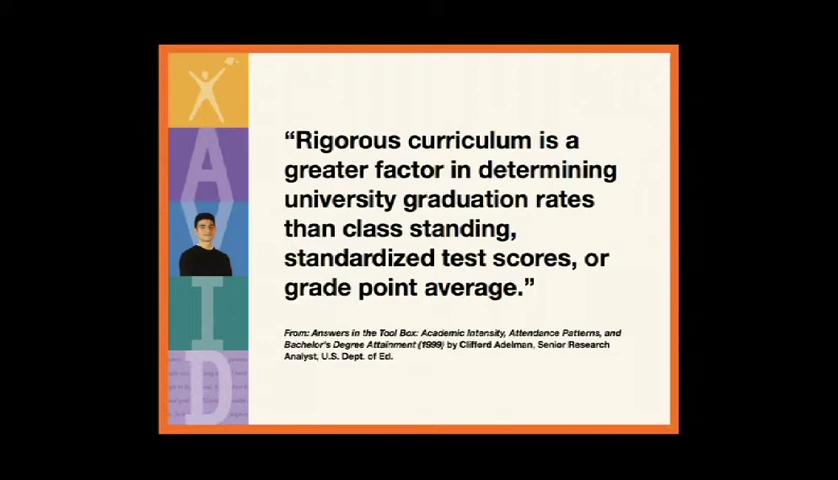 A
V
I
D
“Rigorous curriculum is a
greater factor in determining
university graduation rates
than class standing,
standardized test scores, or
grade point average.”
From: Answers in the Tool Box: Academic Intensity, Attendance Patterns, and
Bachelor's Degree Attainment (1999) by Clifford Adelman, Senior Research
Analyst, U.S. Dept. of Ed.